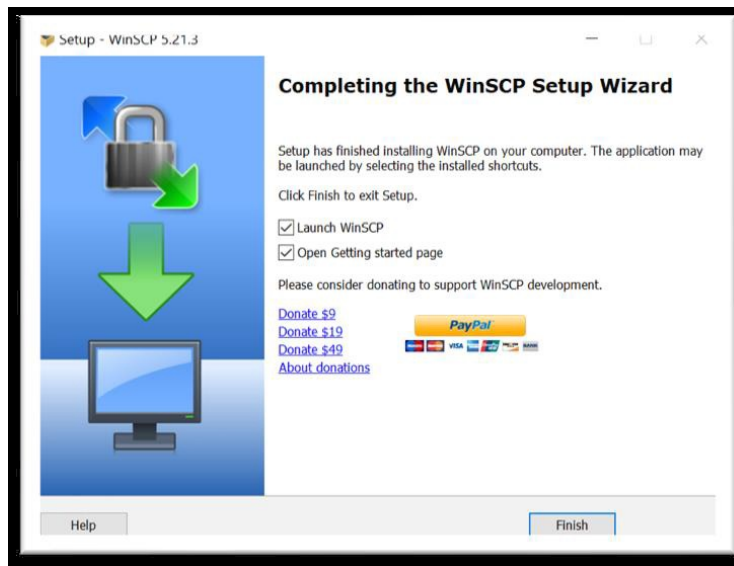 Setup - WinSCP 5.21.3
Completing the WinSCP Setup Wizard
Setup has finished installing WinSCP on your computer. The application may
be launched by selecting the installed shortcuts.
Click Finish to exit Setup.
Launch WinSCP
Open Getting started page
Please consider donating to support WinSCP development.
Donate $9
Donate $19
Donate $49
About donations
PayPal
VISA
BANK
Help
Finish